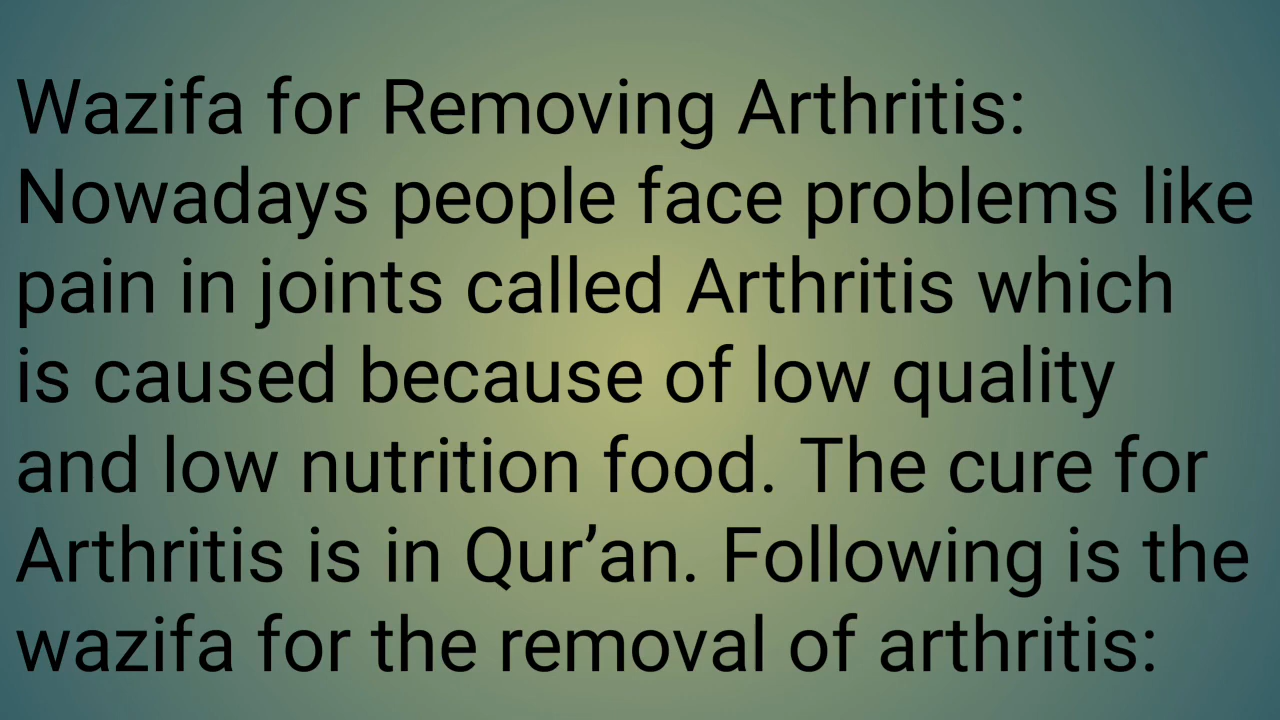 Wazifa for Removing Arthritis:
Nowadays people face problems like
pain in joints called Arthritis which
is caused because of low quality
and low nutrition food. The cure for
Arthritis is in Qur’an. Following is the
wazifa for the removal of arthritis: